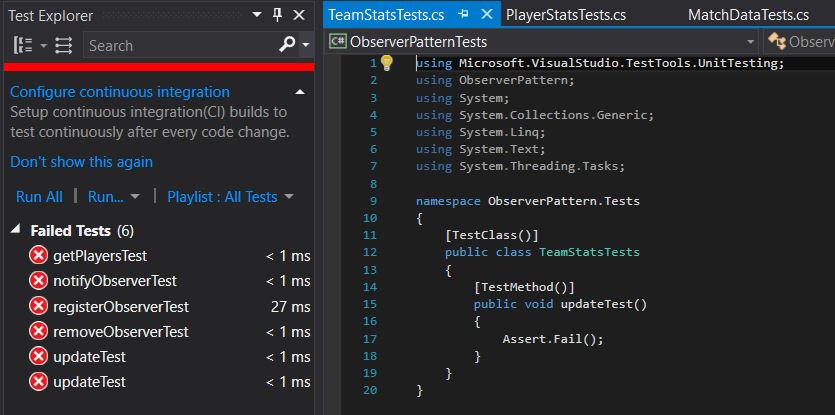 Test Explorer
Search
Configure continuous integration
Setup continuous integration(CI) builds to
test continuously after every code change.
Don't show this again
Run All | Run... | Playlist : All Tests
Failed Tests (6)
getPlayersTest < 1 ms
notifyObserverTest < 1 ms
registerObserverTest 27 ms
removeObserverTest < 1 ms
updateTest < 1 ms
updateTest < 1 ms
TeamStatsTests.cs PlayerStatsTests.cs MatchDataTests.cs
C# ObserverPatternTests Observer
1 using Microsoft.VisualStudio.TestTools.UnitTesting;
2 using ObserverPattern;
3 using System;
4 using System.Collections.Generic;
5 using System.Linq;
6 using System.Text;
7 using System.Threading.Tasks;
8
9 namespace ObserverPattern.Tests
10 {
11 [TestClass()]
12 public class TeamStatsTests
13 {
14 [TestMethod()]
15 public void updateTest()
16 {
17 Assert.Fail();
18 }
19 }
20 }